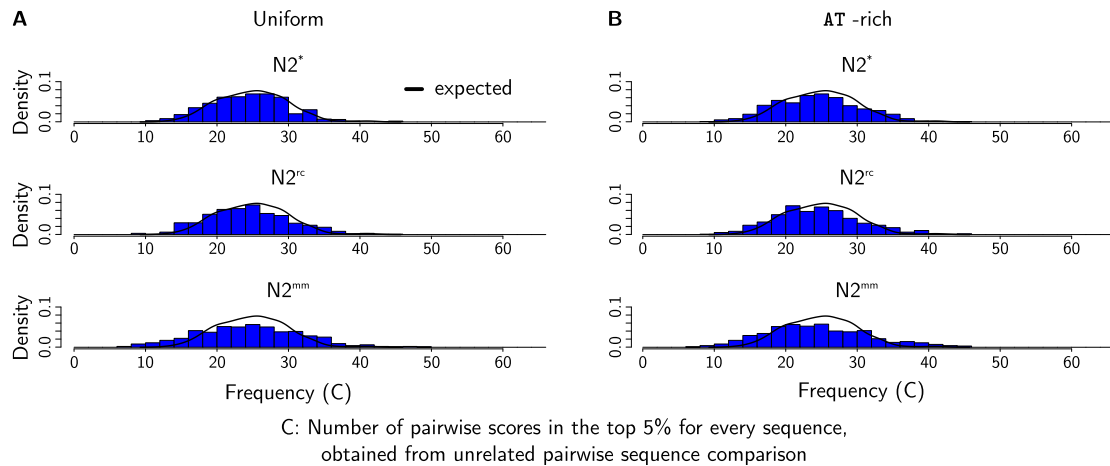 A Uniform
N2*
Density 0.0 0.1
expected
0 10 20 30 40 50 60
N2rc
Density 0.0 0.1
0 10 20 30 40 50 60
N2mm
Density 0.0 0.1
0 10 20 30 40 50 60
Frequency (C)
B AT -rich
N2*
0.0 0.1
0 10 20 30 40 50 60
N2rc
0.0 0.1
0 10 20 30 40 50 60
N2mm
0.0 0.1
0 10 20 30 40 50 60
Frequency (C)
C: Number of pairwise scores in the top 5% for every sequence,
obtained from unrelated pairwise sequence comparison